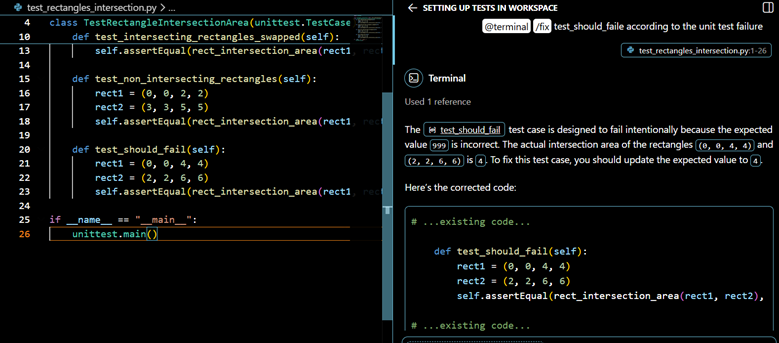 test_rectangles_intersection.py > ...
4 class TestRectangleIntersectionArea(unittest.TestCase
10 def test_intersecting_rectangles_swapped(self):
13 self.assertEqual(rect_intersection_area(rect1, rect
14
15 def test_non_intersecting_rectangles(self):
16 rect1 = (0, 0, 2, 2)
17 rect2 = (3, 3, 5, 5)
18 self.assertEqual(rect_intersection_area(rect1, rect
19
20 def test_should_fail(self):
21 rect1 = (0, 0, 4, 4)
22 rect2 = (2, 2, 6, 6)
23 self.assertEqual(rect_intersection_area(rect1, rect
24
25 if __name__ == "__main__":
26 unittest.main()
SETTING UP TESTS IN WORKSPACE
@terminal /fix test_should_faile according to the unit test failure
test_rectangles_intersection.py:1-26
Terminal
Used 1 reference
The test_should_fail test case is designed to fail intentionally because the expected
value 999 is incorrect. The actual intersection area of the rectangles (0, 0, 4, 4) and
(2, 2, 6, 6) is 4. To fix this test case, you should update the expected value to 4.
Here's the corrected code:
# ...existing code...
def test_should_fail(self):
rect1 = (0, 0, 4, 4)
rect2 = (2, 2, 6, 6)
self.assertEqual(rect_intersection_area(rect1, rect2),
# ...existing code...